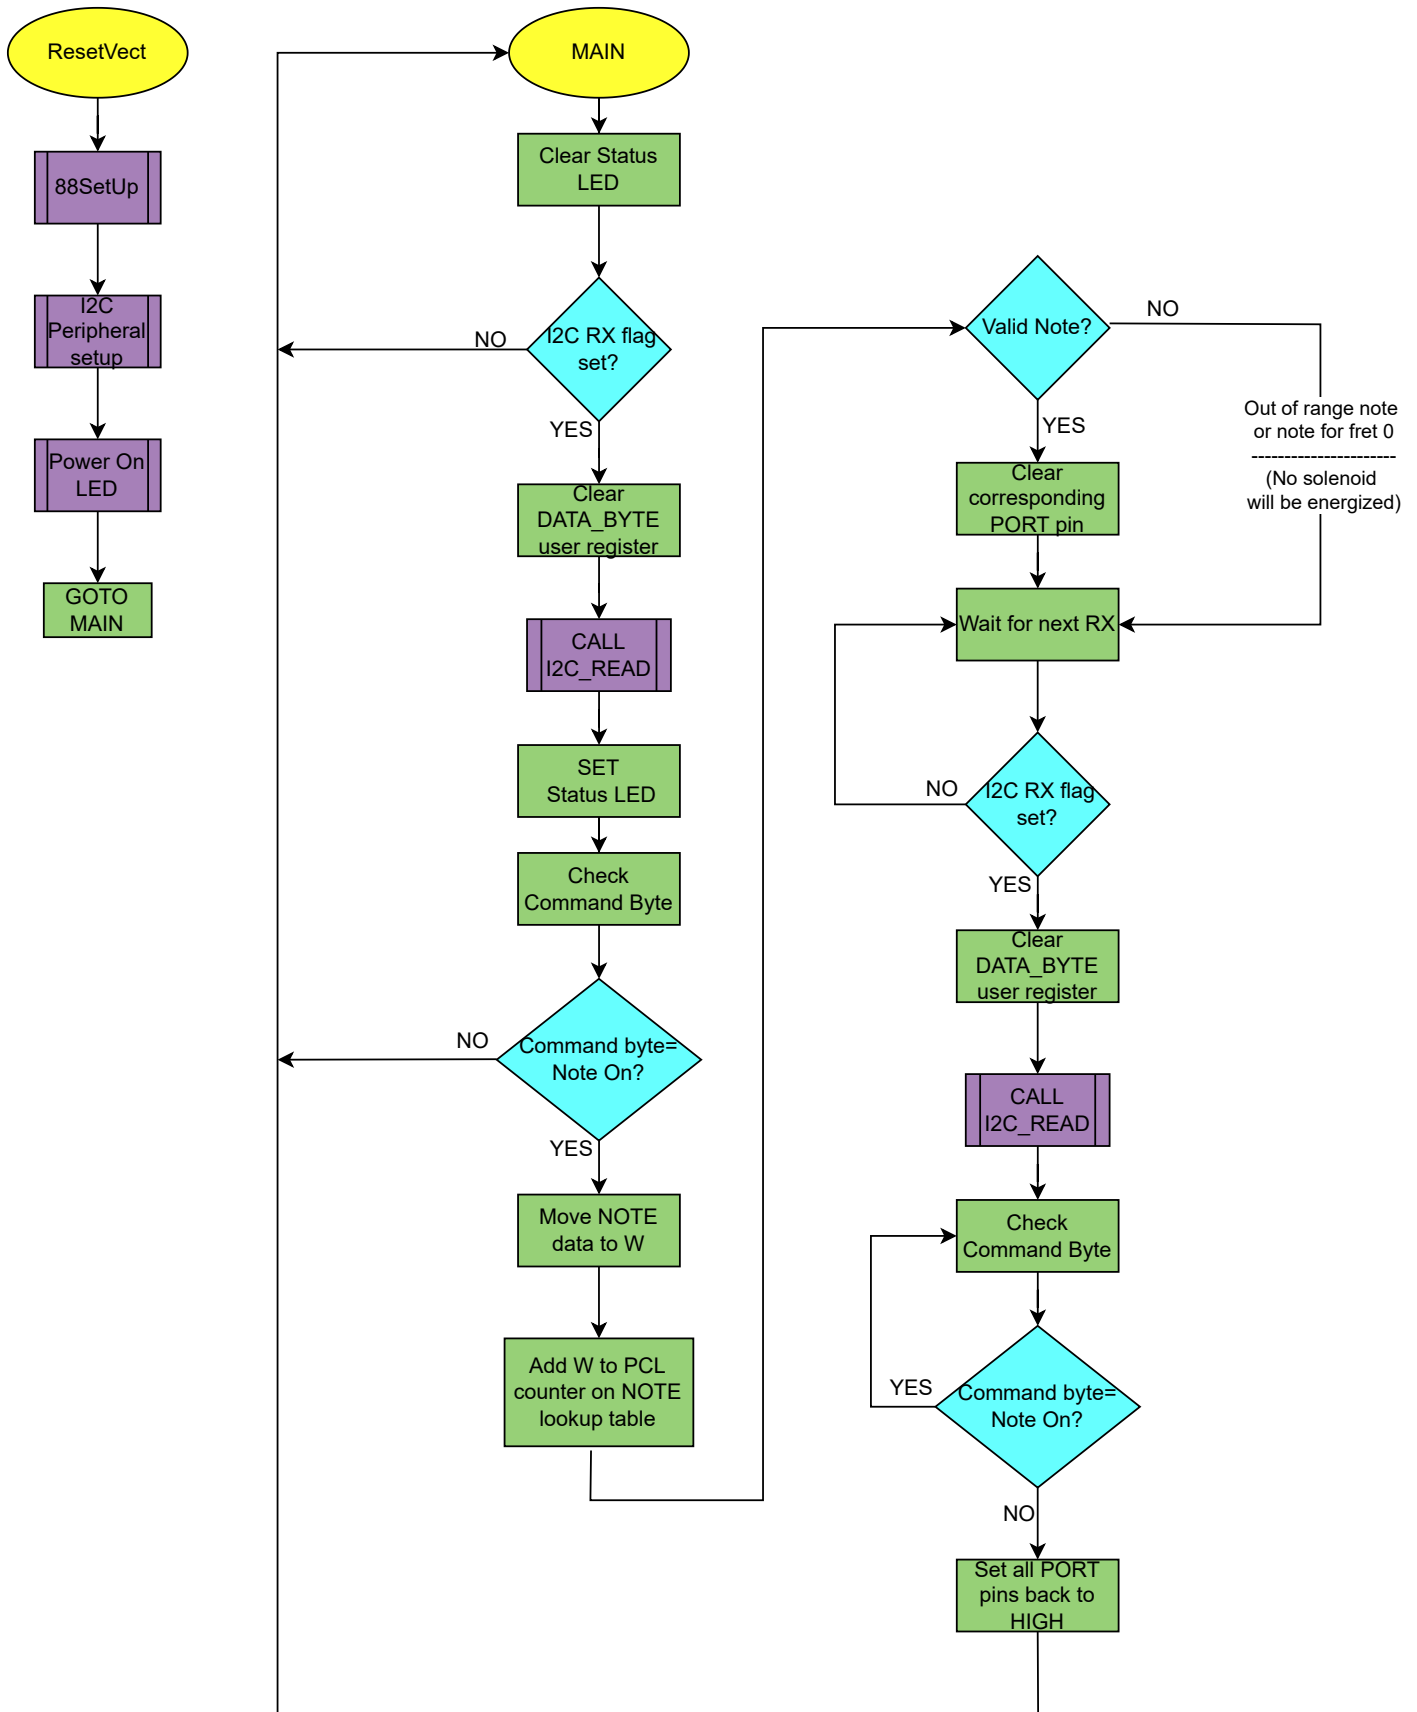 ResetVect
88SetUp
I2C
Peripheral
setup
Power On
LED
GOTO
MAIN
MAIN
Clear Status
LED
I2C RX flag
set?
NO
YES
Clear
DATA_BYTE
user register
CALL
I2C_READ
SET
Status LED
Check
Command Byte
Command byte=
Note On?
NO
YES
Move NOTE
data to W
Add W to PCL
counter on NOTE
lookup table
Valid Note?
NO
Out of range note
or note for fret 0
----------------------
(No solenoid
will be energized)
YES
Clear
corresponding
PORT pin
Wait for next RX
I2C RX flag
set?
NO
YES
Clear
DATA_BYTE
user register
CALL
I2C_READ
Check
Command Byte
Command byte=
Note On?
YES
NO
Set all PORT
pins back to
HIGH